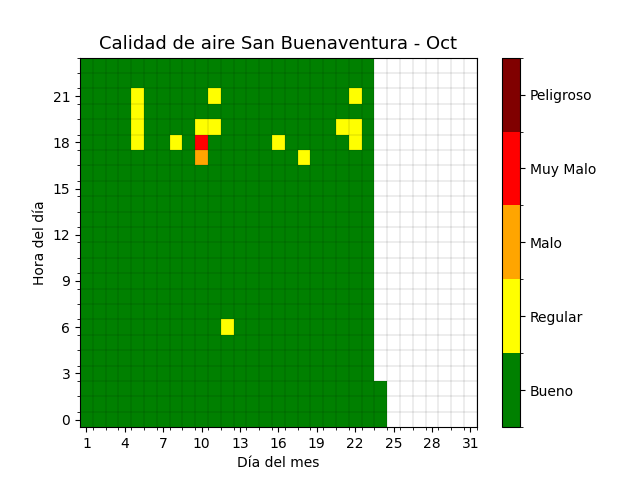 Calidad de aire San Buenaventura - Oct
Hora del día
21
18
15
12
9
6
3
0
1 4 7 10 13 16 19 22 25 28 31
Día del mes
Peligroso
Muy Malo
Malo
Regular
Bueno